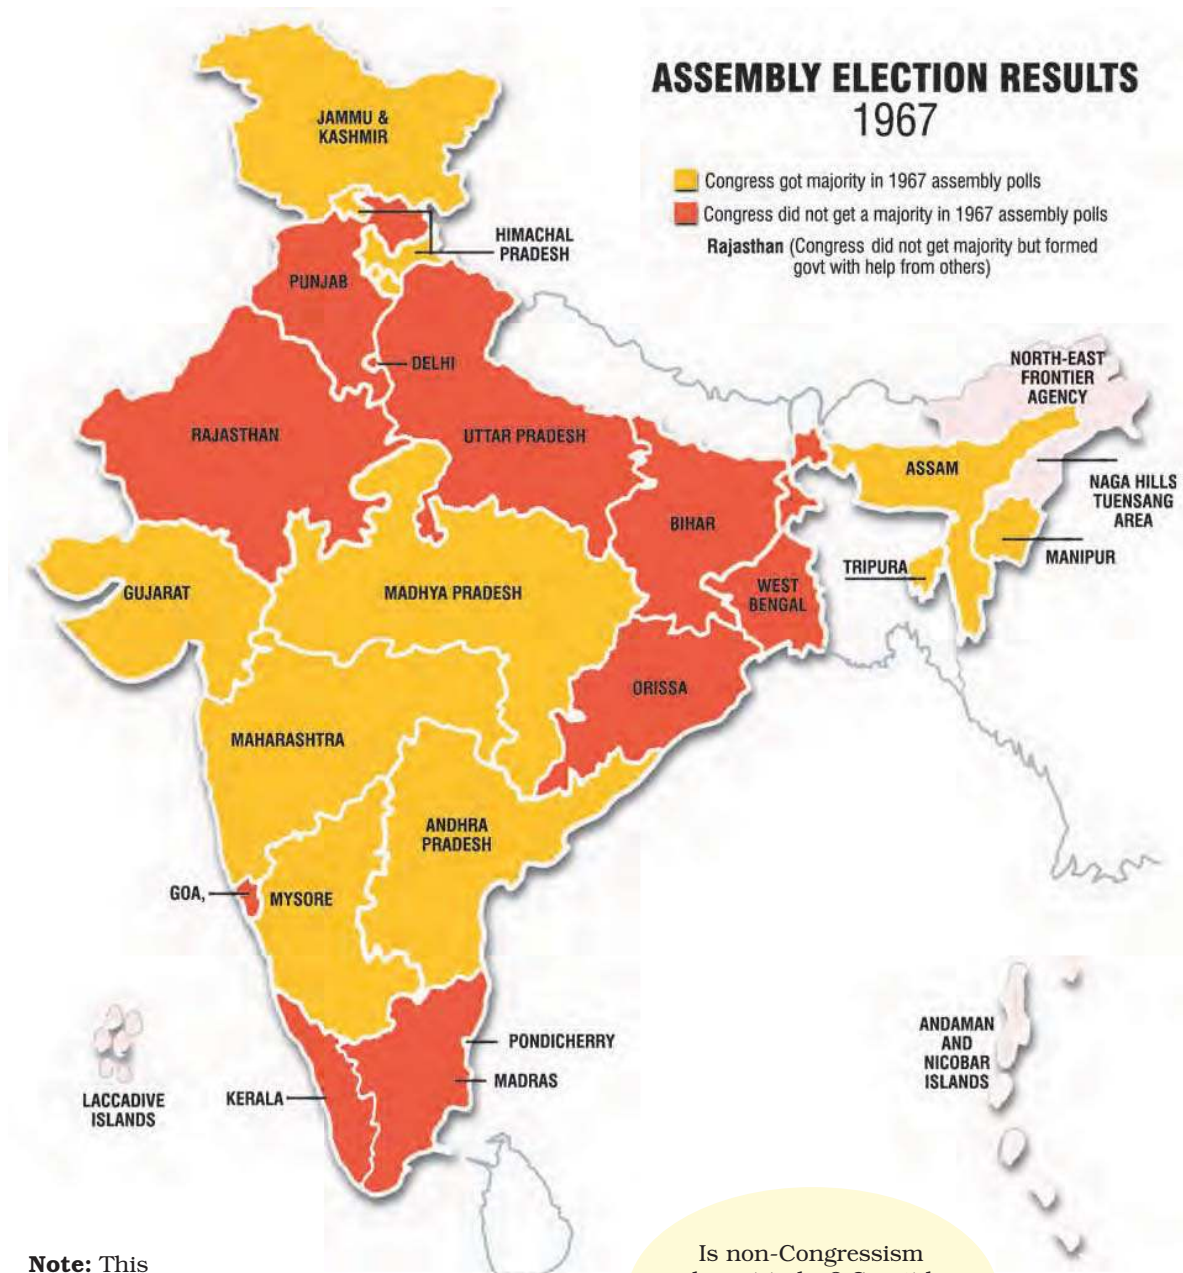 ASSEMBLY ELECTION RESULTS
1967
Congress got majority in 1967 assembly polls
Congress did not get a majority in 1967 assembly polls
Rajasthan (Congress did not get majority but formed
govt with help from others)
JAMMU &
KASHMIR
HIMACHAL
PRADESH
PUNJAB
DELHI
NORTH-EAST
FRONTIER
AGENCY
RAJASTHAN
UTTAR PRADESH
ASSAM
NAGA HILLS
TUENSANG
AREA
BIHAR
MANIPUR
TRIPURA
GUJARAT
MADHYA PRADESH
WEST
BENGAL
ORISSA
MAHARASHTRA
ANDHRA
PRADESH
GOA,
MYSORE
PONDICHERRY
MADRAS
KERALA
LACCADIVE
ISLANDS
ANDAMAN
AND
NICOBAR
ISLANDS
Note: This
Is non-Congressism